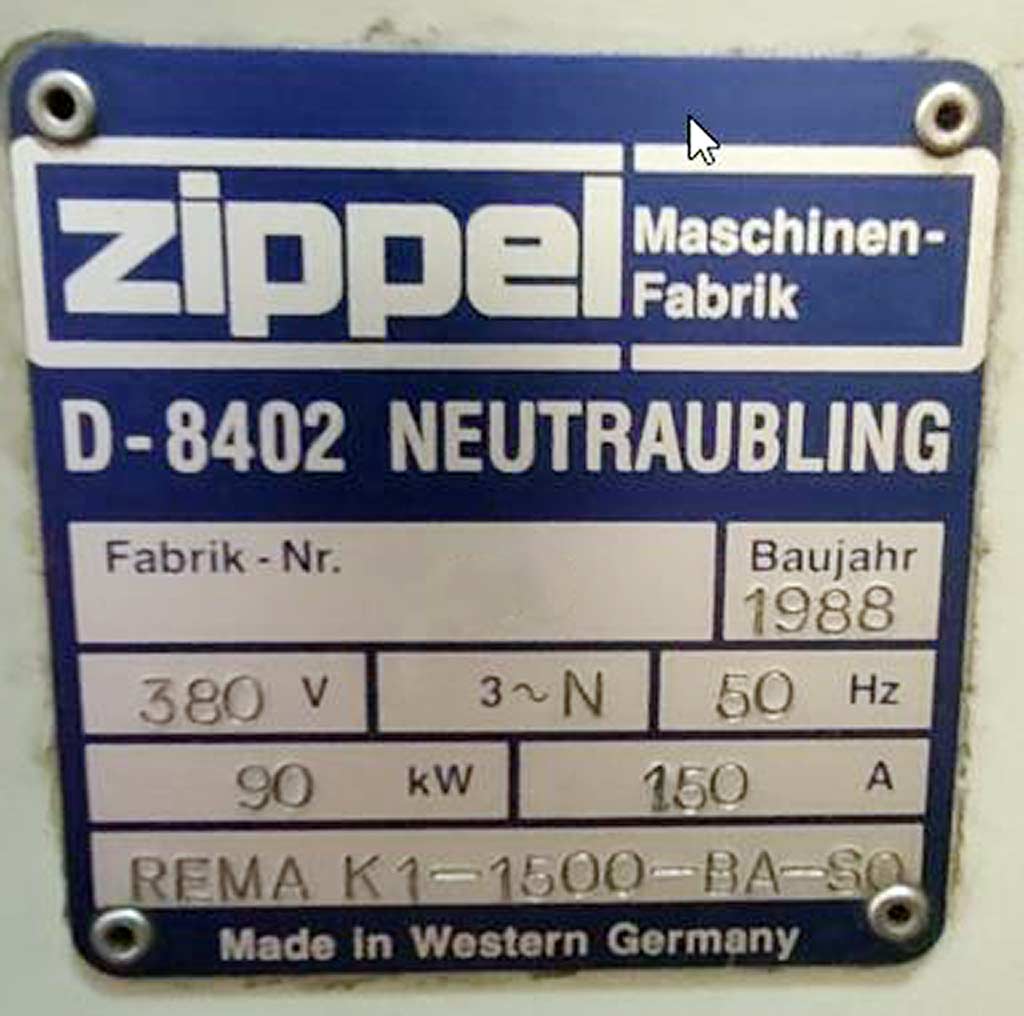 zippel Maschinen-
Fabrik
D-8402 NEUTRAUBLING
Fabrik - Nr.
Baujahr
1988
380 V
3~N
50 Hz
90 kW
150 A
REMA K1-1500-BA-SO
Made in Western Germany